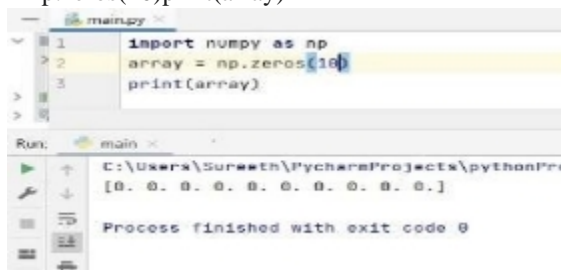 main.py
1 import numpy as np
2 array = np.zeros(10)
3 print(array)
Run: main
C:\Users\Sureeth\PycharmProjects\pythonPr
[0. 0. 0. 0. 0. 0. 0. 0. 0. 0.]
Process finished with exit code 0